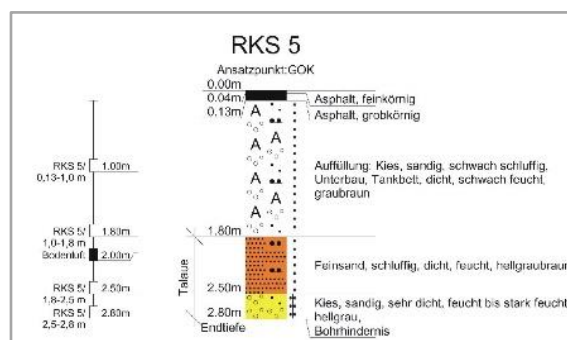 RKS 5
Ansatzpunkt:GOK
0.00m
0.04m
0.13m
Asphalt, feinkörnig
Asphalt, grobkörnig
A
A
A
A
A
A
A
RKS 5/ 1.00m
0,13-1,0 m
Auffüllung: Kies, sandig, schwach schluffig,
Unterbau, Tankbett, dicht, schwach feucht,
graubraun
1.80m
RKS 5/ 1.80m
1,0-1,8 m
Bodenluft 2.00m
Talaue
Feinsand, schluffig, dicht, feucht, hellgraubraun
RKS 5/ 2.50m
1,8-2,5 m
2.50m
RKS 5/ 2.80m
2,5-2,8 m
Kies, sandig, sehr dicht, feucht bis stark feucht,
hellgrau,
Bohrhindernis
2.80m
Endtiefe